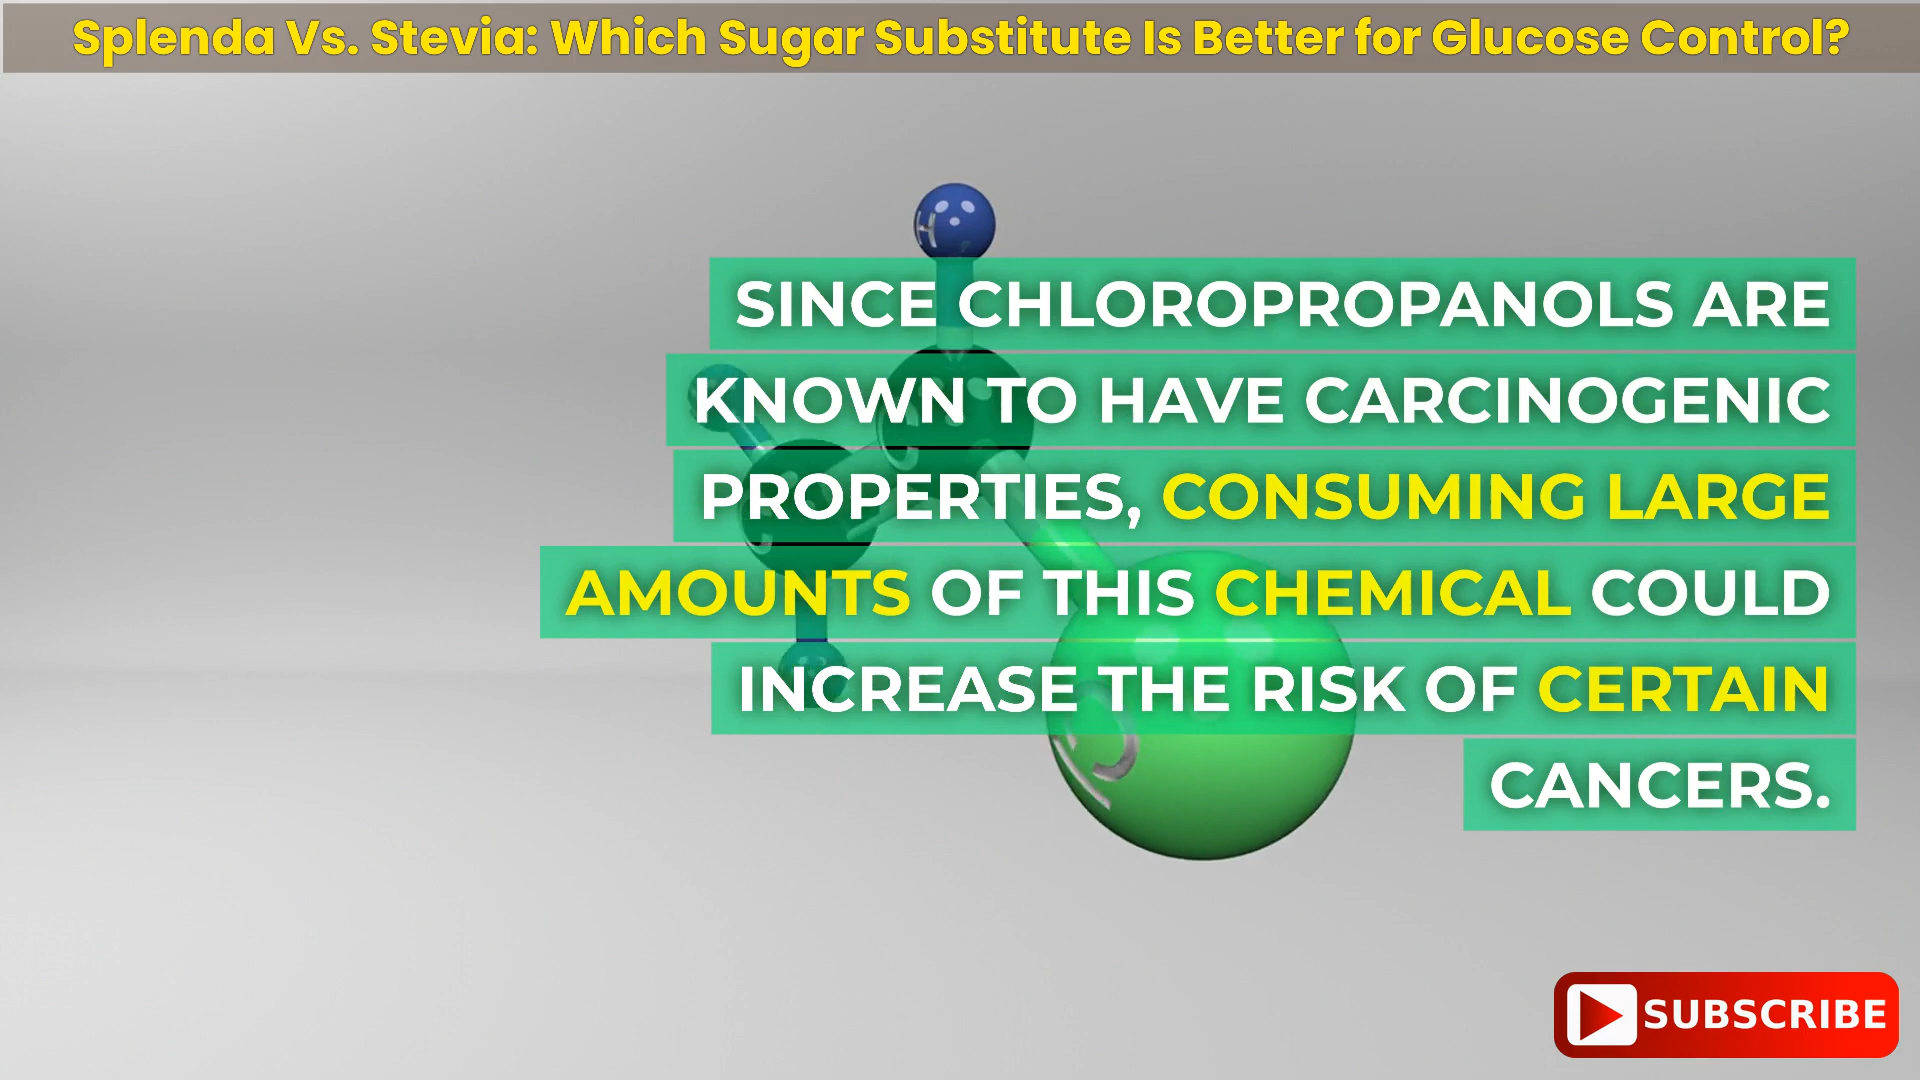 Splenda Vs. Stevia: Which Sugar Substitute Is Better for Glucose Control?
H
SINCE CHLOROPROPANOLS ARE
KNOWN TO HAVE CARCINOGENIC
PROPERTIES, CONSUMING LARGE
AMOUNTS OF THIS CHEMICAL COULD
INCREASE THE RISK OF CERTAIN
CANCERS.
SUBSCRIBE